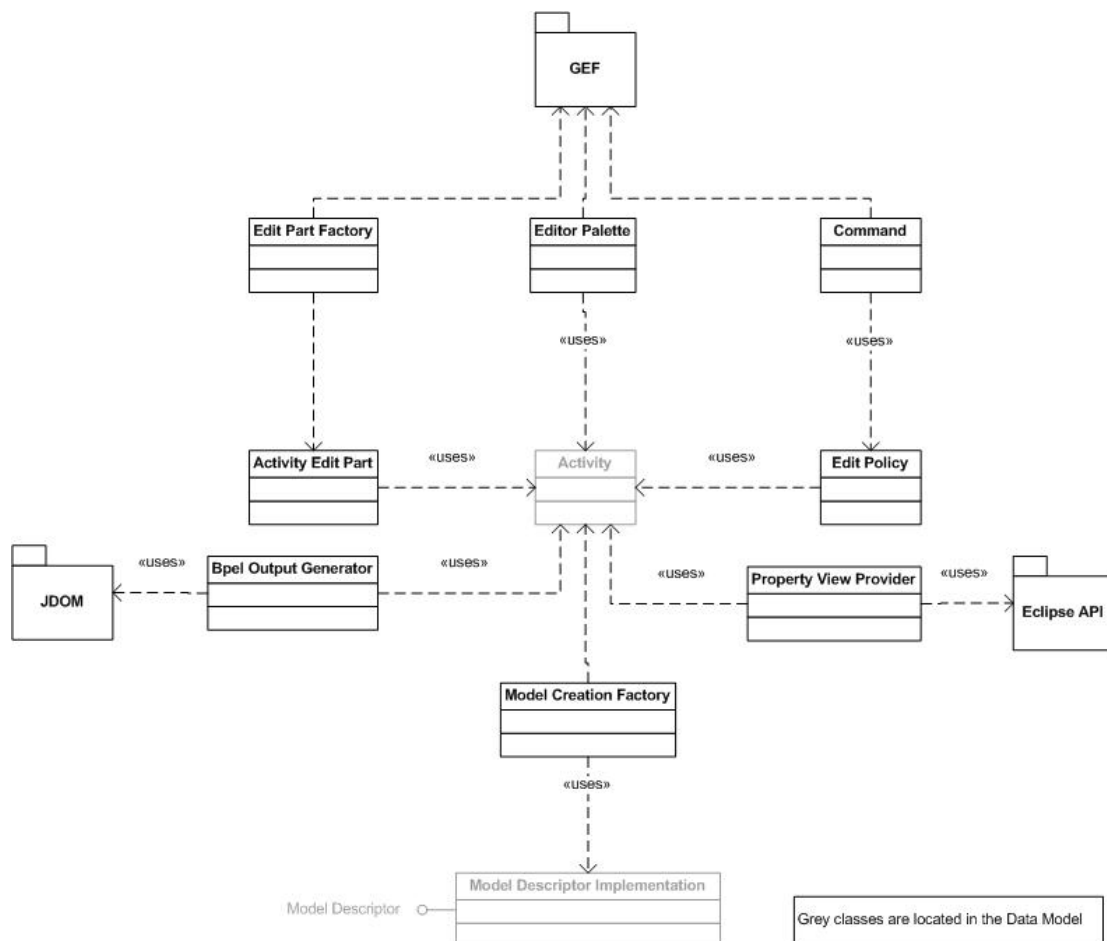 GEF
Edit Part Factory
Editor Palette
Command
«uses»
«uses»
Activity Edit Part
«uses»
Activity
«uses»
Edit Policy
«uses»
Bpel Output Generator
«uses»
«uses»
Property View Provider
«uses»
JDOM
Eclipse API
Model Creation Factory
«uses»
Model Descriptor Implementation
Model Descriptor
Grey classes are located in the Data Model